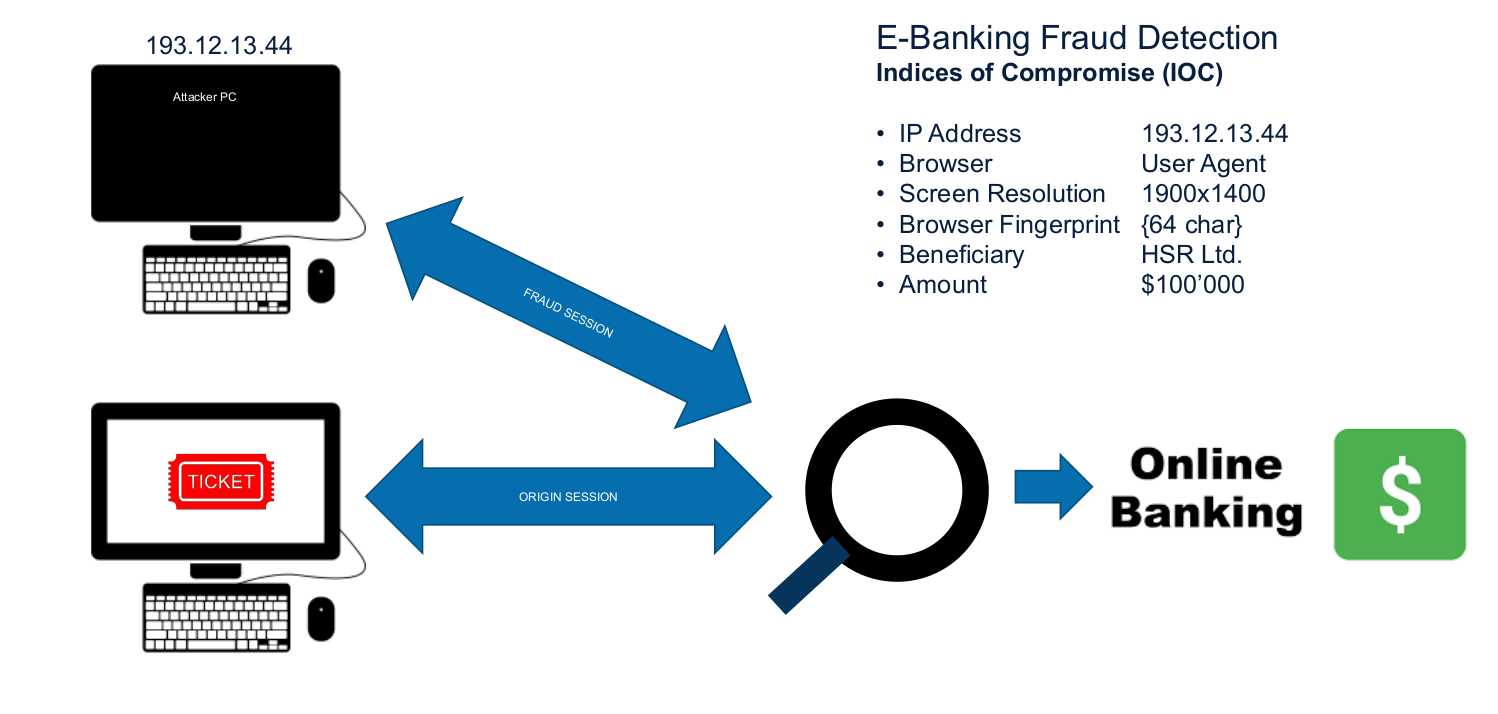 193.12.13.44
Attacker PC
E-Banking Fraud Detection
Indices of Compromise (IOC)
• IP Address 193.12.13.44
• Browser User Agent
• Screen Resolution 1900x1400
• Browser Fingerprint {64 char}
• Beneficiary HSR Ltd.
• Amount $100’000
FRAUD SESSION
TICKET
ORIGIN SESSION
Online
Banking
$